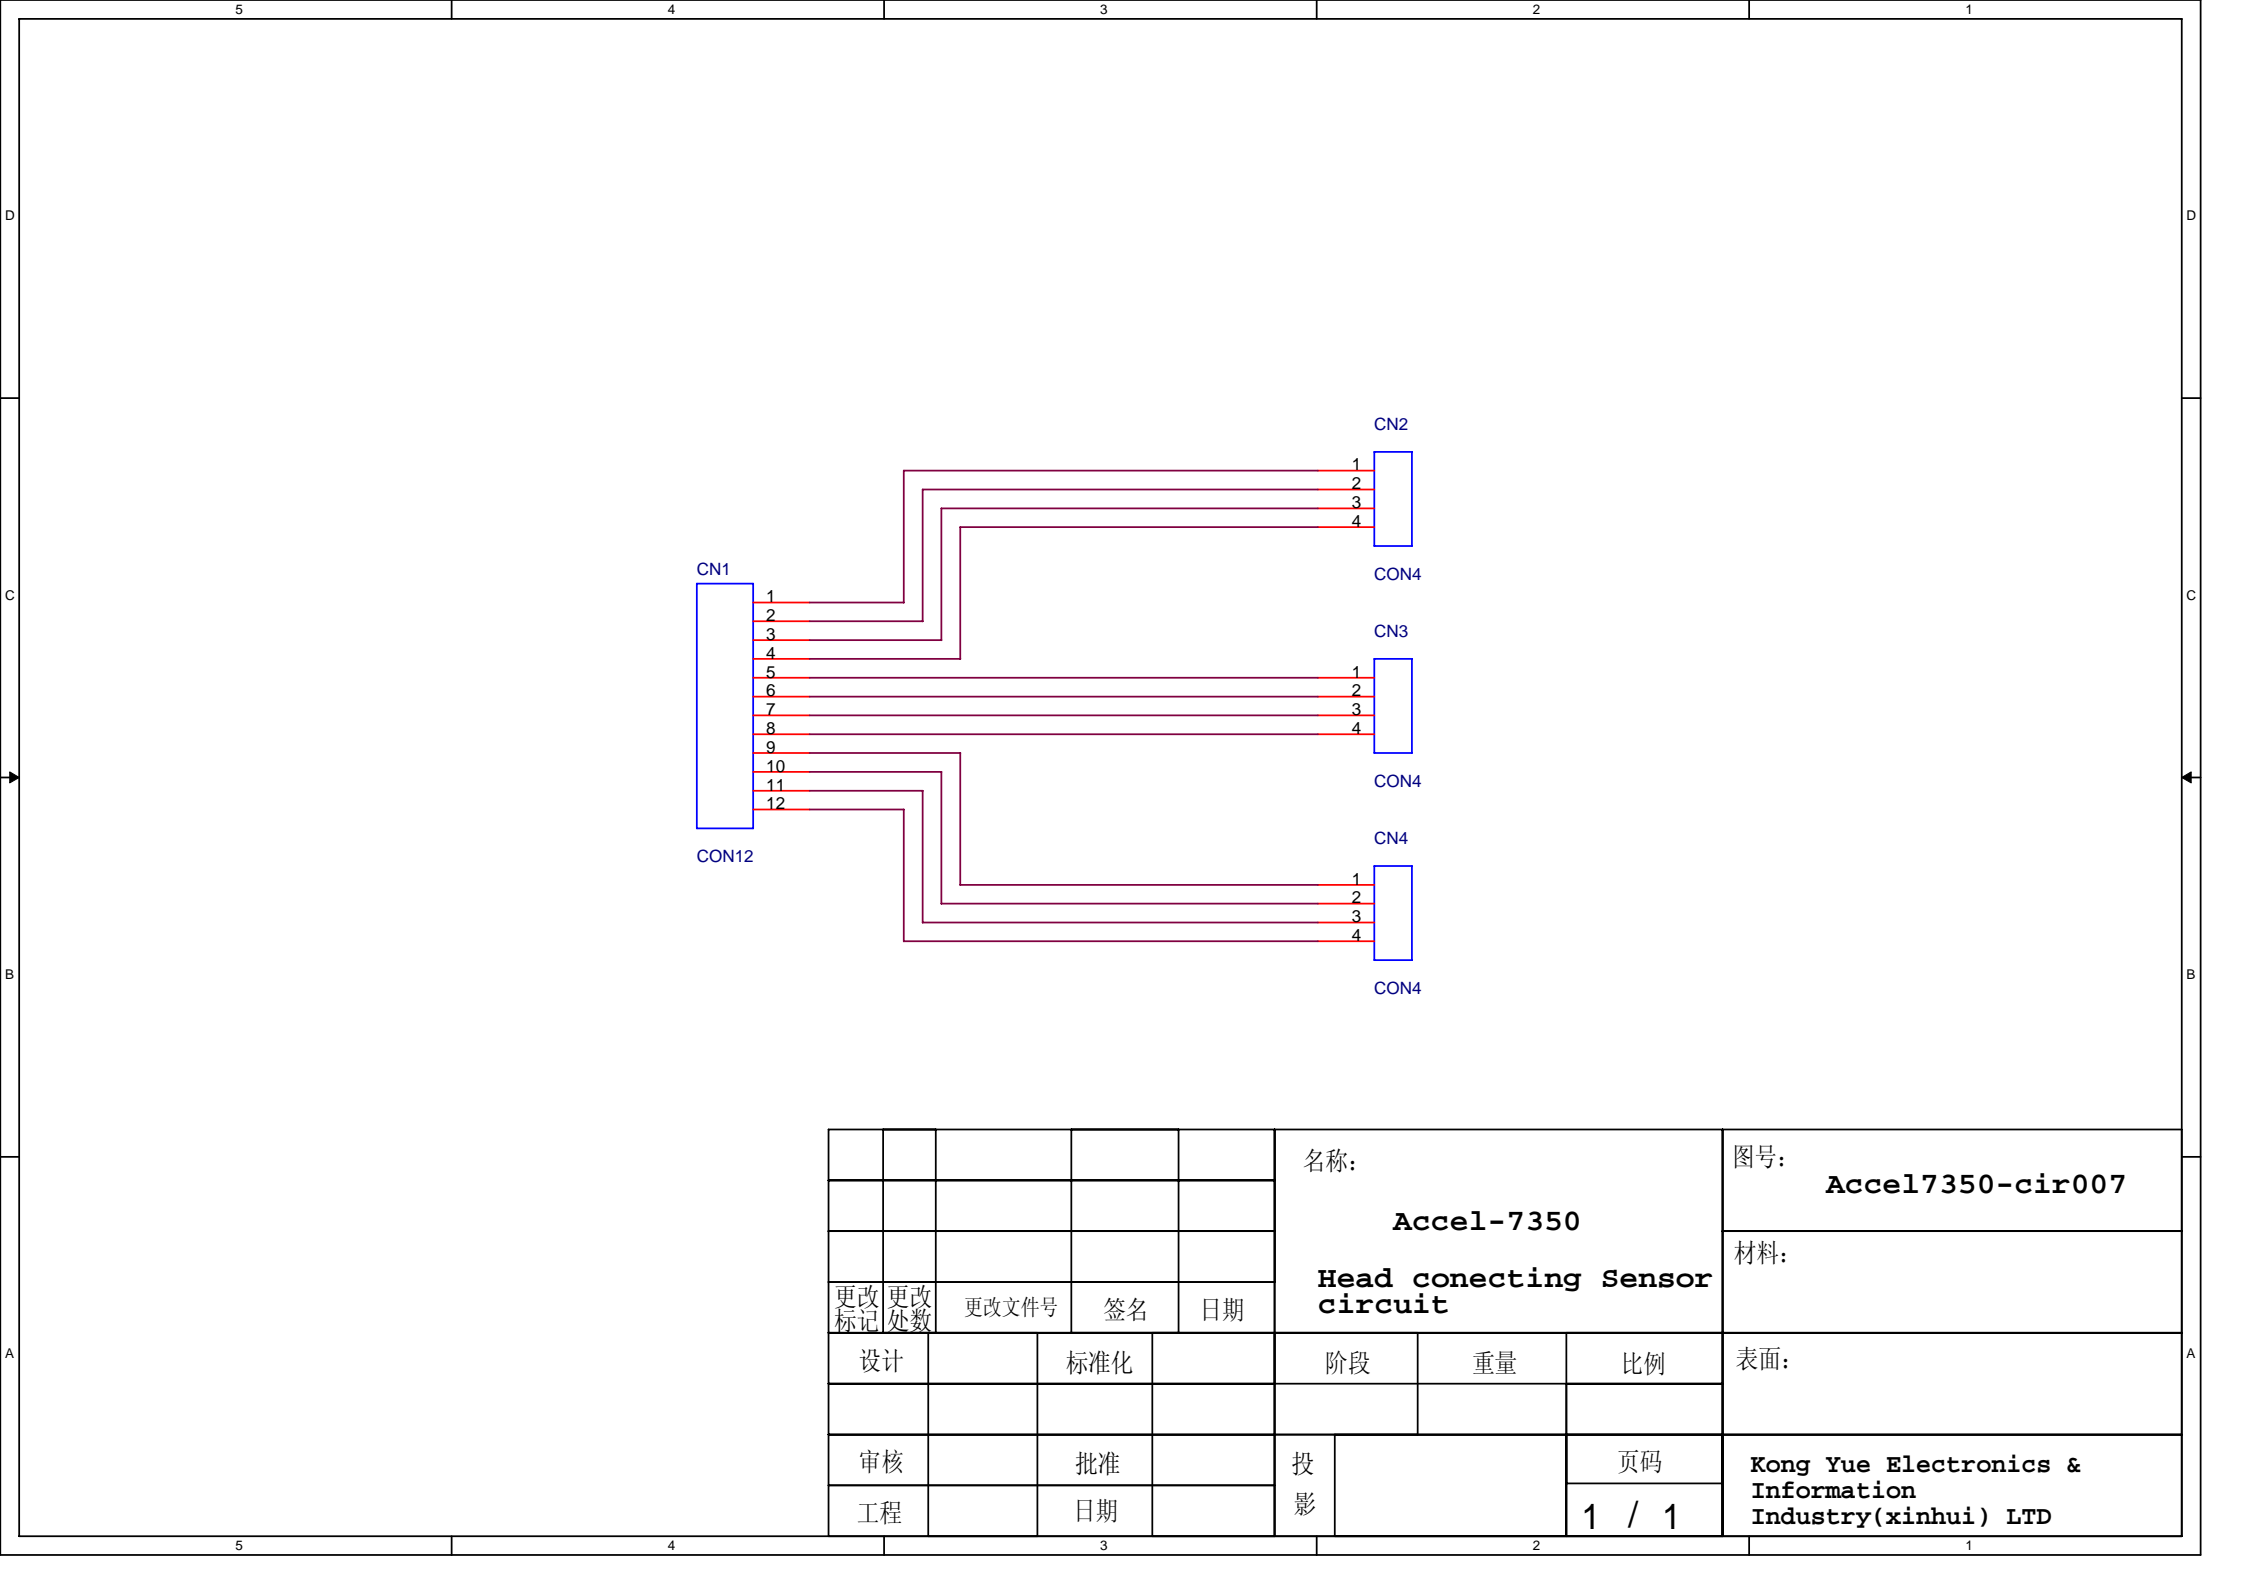 5 4 3 2 1
D D
CN2
1
2
3
4
CON4
CN1
1
2
3
4
5
6
7
8
9
10
11
12
CON12
C C
CN3
1
2
3
4
CON4
CN4
1
2
3
4
CON4
B B
名称:
Accel-7350
Head conecting Sensor
circuit
图号:
Accel7350-cir007
材料:
更改标记 更改处数 更改文件号 签名 日期
A A
设计 标准化 阶段 重量 比例 表面:
审核 批准 投影 页码
工程 日期 1 / 1
Kong Yue Electronics &
Information
Industry(xinhui) LTD
5 4 3 2 1